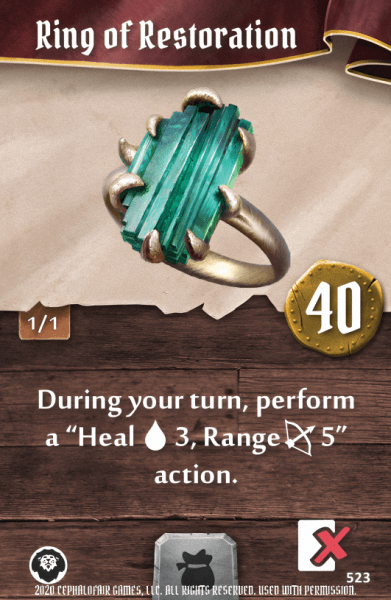 Ring of Restoration
40
1/1
During your turn, perform
a “Heal 3, Range 5”
action.
523
2020 CEPHALOFAIR GAMES, LLC. ALL RIGHTS RESERVED. USED WITH PERMISSION.